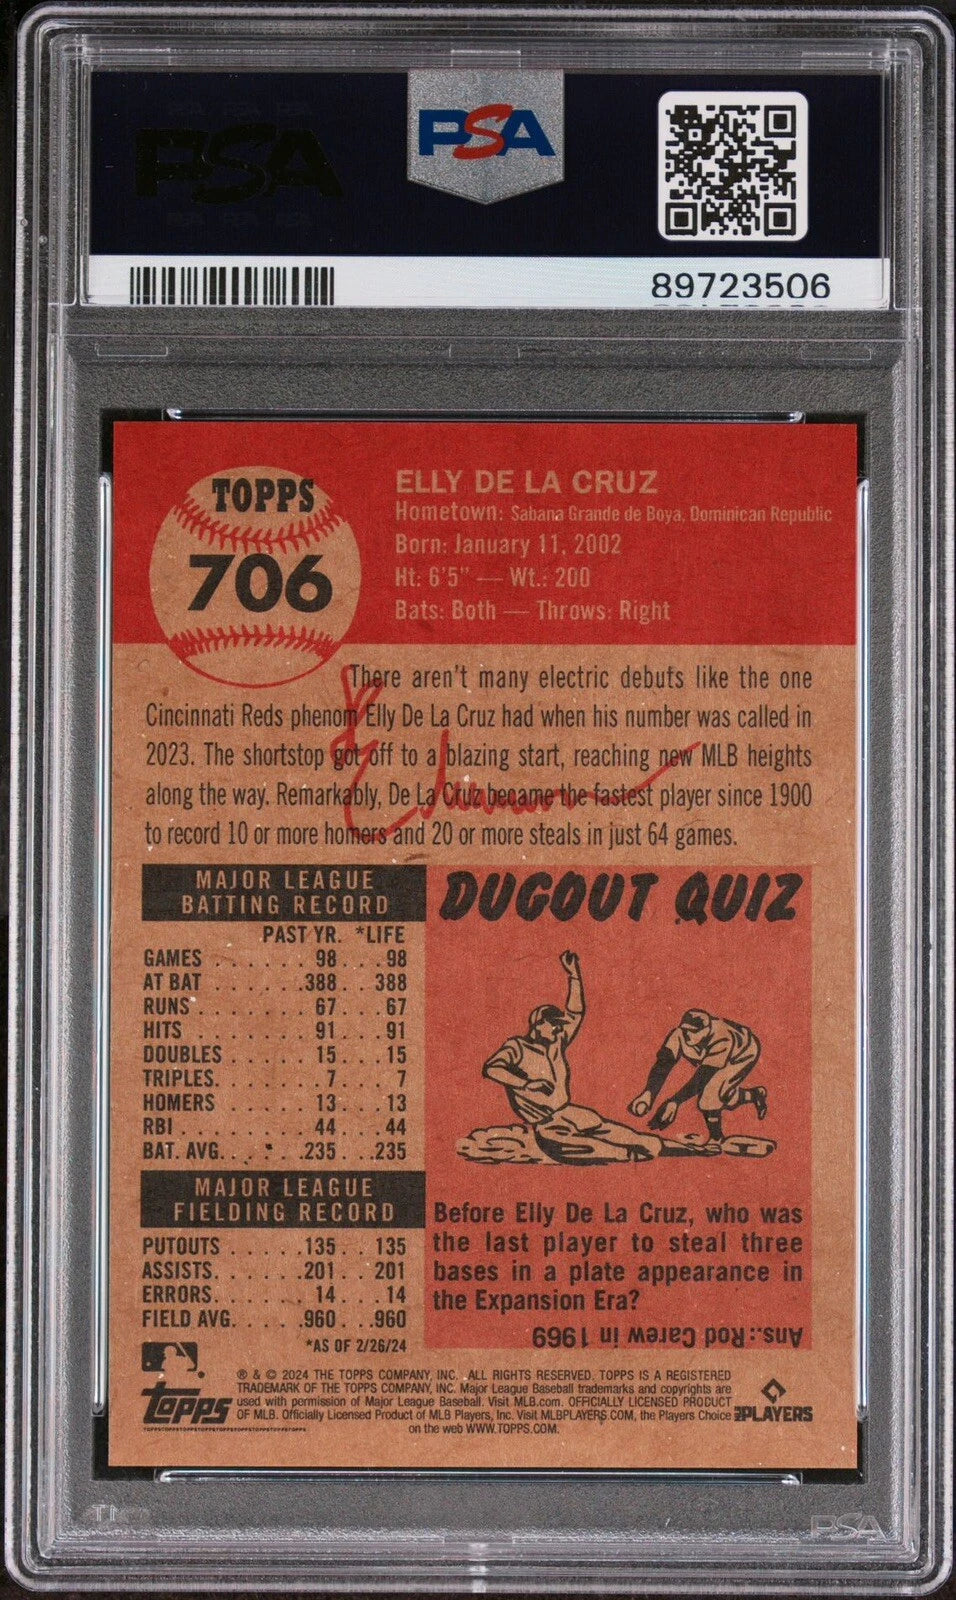 PSA
PSA
89723506
TOPPS
706
ELLY DE LA CRUZ
Hometown: Sabana Grande de Boya, Dominican Republic
Born: January 11, 2002
Ht: 6'5" — Wt.: 200
Bats: Both — Throws: Right
There aren't many electric debuts like the one
Cincinnati Reds phenom Elly De La Cruz had when his number was called in
2023. The shortstop got off to a blazing start, reaching new MLB heights
along the way. Remarkably, De La Cruz became the fastest player since 1900
to record 10 or more homers and 20 or more steals in just 64 games.
MAJOR LEAGUE
BATTING RECORD
PAST YR. *LIFE
GAMES . . . . . . . 98. . . 98
AT BAT . . . . . . .388. . 388
RUNS . . . . . . . . 67. . . 67
HITS . . . . . . . . 91. . . 91
DOUBLES . . . . . 15. . . 15
TRIPLES. . . . . . . 7. . . 7
HOMERS . . . . . . 13. . . 13
RBI . . . . . . . . . 44. . . 44
BAT. AVG. . . . . .235. .235
MAJOR LEAGUE
FIELDING RECORD
PUTOUTS . . . . .135. . 135
ASSISTS. . . . . . .201. . 201
ERRORS. . . . . . . 14. . . 14
FIELD AVG. . . . . .960. .960
*AS OF 2/26/24
DUGOUT QUIZ
Before Elly De La Cruz, who was
the last player to steal three
bases in a plate appearance in
the Expansion Era?
Ans.: Rod Carew in 1969
topps
® & © 2024 THE TOPPS COMPANY, INC. ALL RIGHTS RESERVED. TOPPS IS A REGISTERED
TRADEMARK OF THE TOPPS COMPANY, INC. Major League Baseball trademarks and copyrights are
used with permission of Major League Baseball. Visit MLB.com. OFFICIALLY LICENSED PRODUCT
OF MLB. Officially Licensed Product of MLB Players, Inc. Visit MLBPLAYERS.COM, the Players Choice
on the web WWW.TOPPS.COM.
PLAYERS
PSA